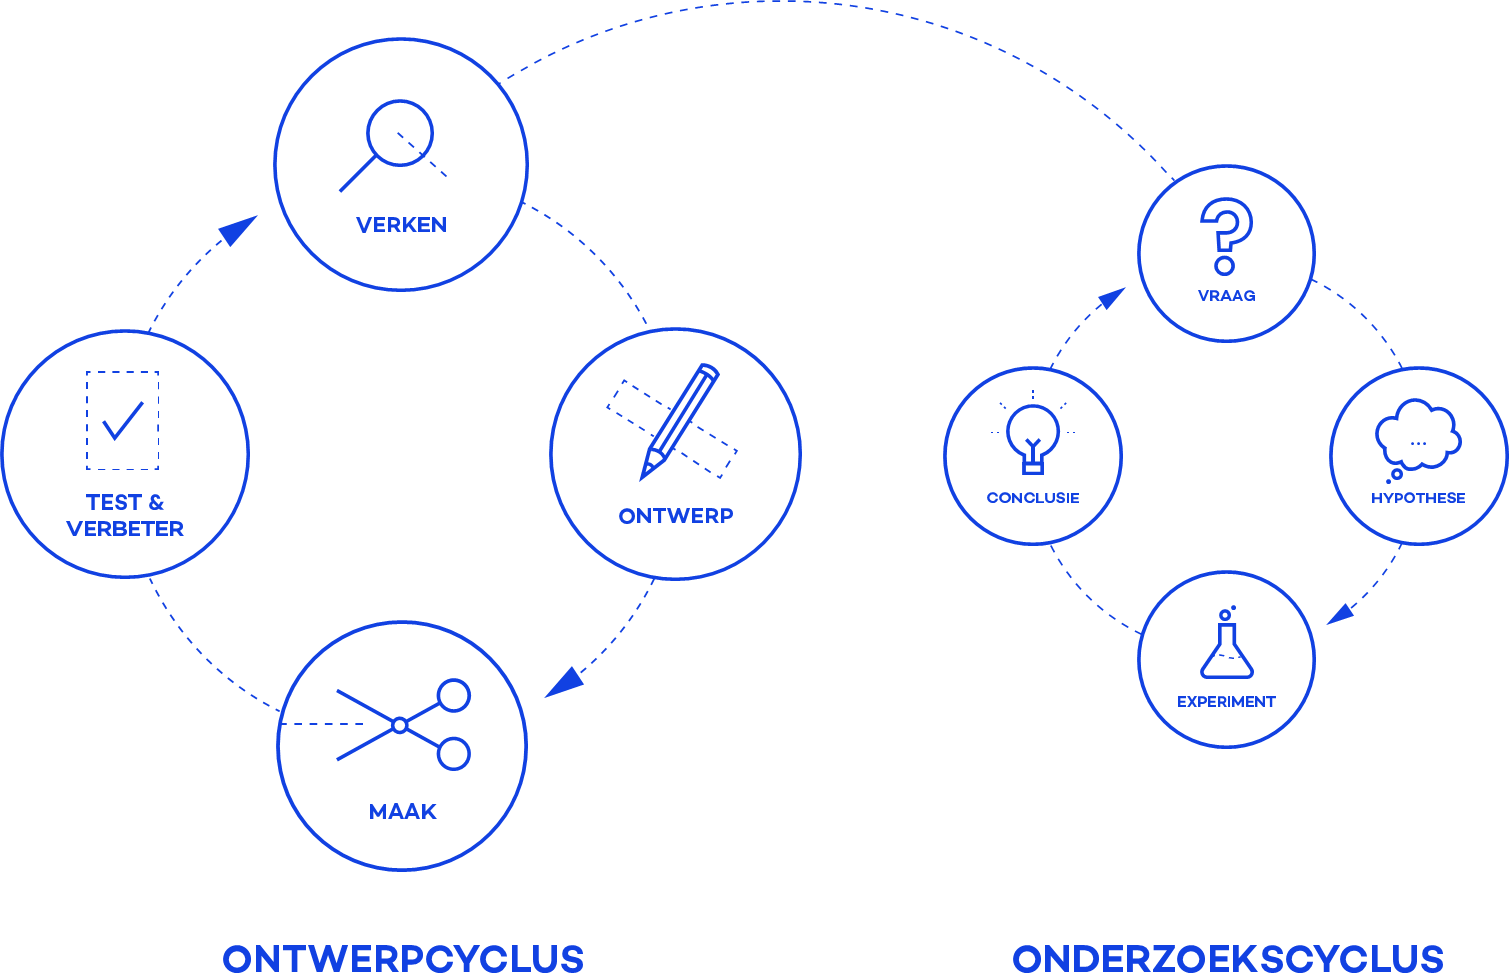 VERKEN
ONTWERP
MAAK
TEST &
VERBETER
ONTWERPCYCLUS
VRAAG
HYPOTHESE
...
EXPERIMENT
CONCLUSIE
ONDERZOEKSCYCLUS